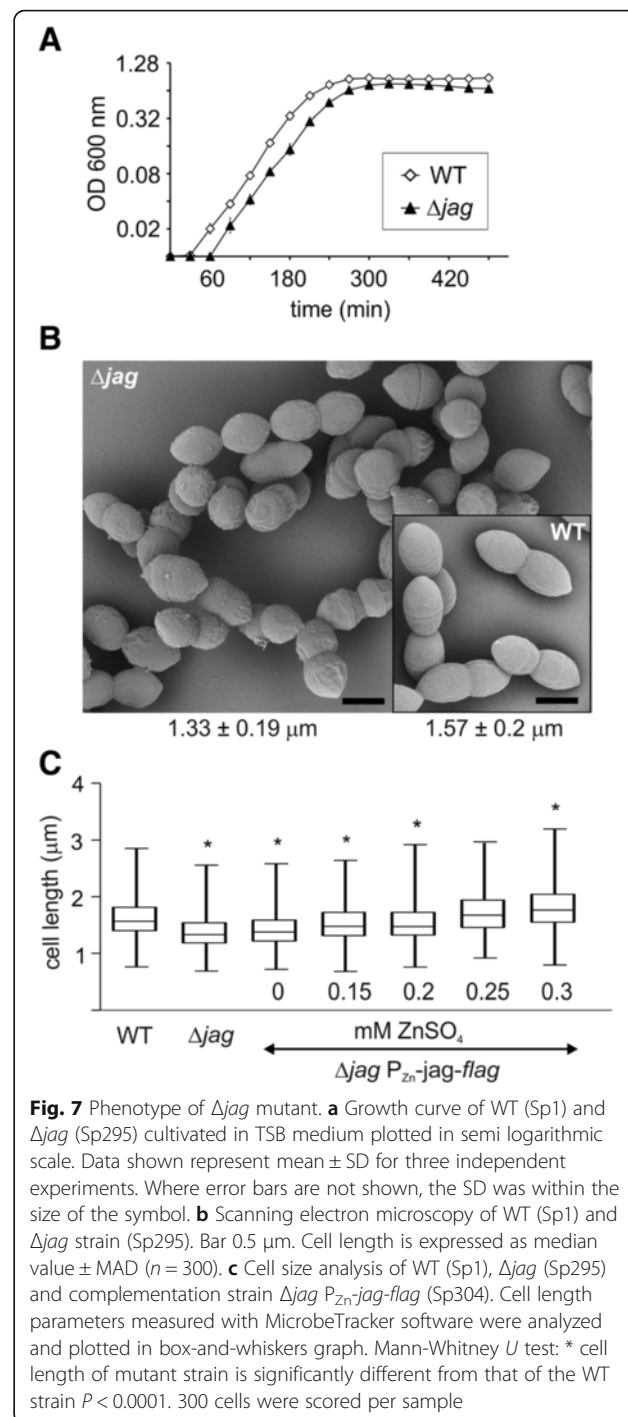 A
1.28
0.32
0.08
0.02
OD 600 nm
WT
Δjag
60 180 300 420
time (min)
B
Δjag
WT
1.33 ± 0.19 µm 1.57 ± 0.2 µm
C
4
3
2
1
cell length (µm)
* * * * *
0 0.15 0.2 0.25 0.3
WT Δjag mM ZnSO₄
Δjag P_Zn-jag-flag
Fig. 7 Phenotype of Δjag mutant. a Growth curve of WT (Sp1) and
Δjag (Sp295) cultivated in TSB medium plotted in semi logarithmic
scale. Data shown represent mean ± SD for three independent
experiments. Where error bars are not shown, the SD was within the
size of the symbol. b Scanning electron microscopy of WT (Sp1) and
Δjag strain (Sp295). Bar 0.5 µm. Cell length is expressed as median
value ± MAD (n = 300). c Cell size analysis of WT (Sp1), Δjag (Sp295)
and complementation strain Δjag P_Zn-jag-flag (Sp304). Cell length
parameters measured with MicrobeTracker software were analyzed
and plotted in box-and-whiskers graph. Mann-Whitney U test: * cell
length of mutant strain is significantly different from that of the WT
strain P < 0.0001. 300 cells were scored per sample